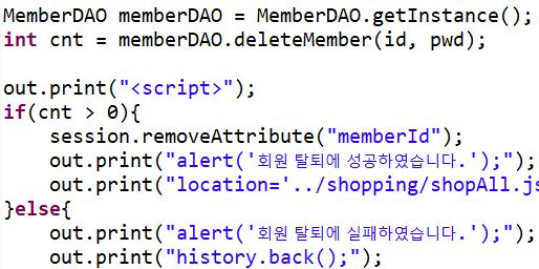 MemberDAO memberDAO = MemberDAO.getInstance();
int cnt = memberDAO.deleteMember(id, pwd);
out.print("<script>");
if(cnt > 0){
session.removeAttribute("memberId");
out.print("alert('회원 탈퇴에 성공하였습니다.');");
out.print("location='../shopping/shopAll.js
}else{
out.print("alert('회원 탈퇴에 실패하였습니다.');");
out.print("history.back();");